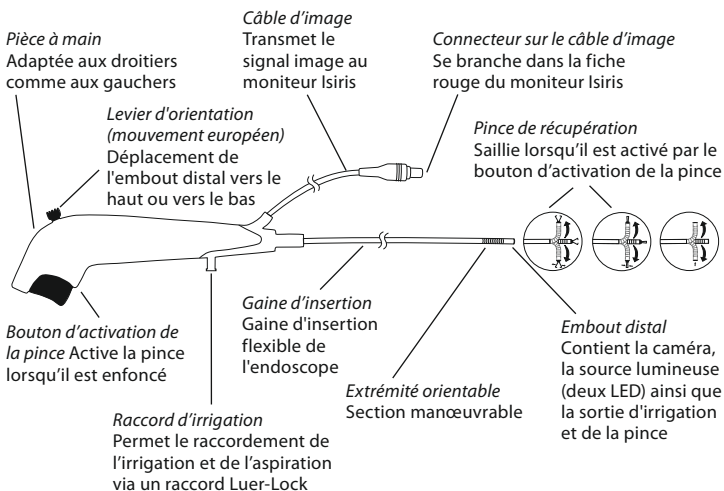 Pièce à main
Adaptée aux droitiers
comme aux gauchers
Câble d'image
Transmet le
signal image au
moniteur Isiris
Connecteur sur le câble d'image
Se branche dans la fiche
rouge du moniteur Isiris
Levier d'orientation
(mouvement européen)
Déplacement de
l'embout distal vers le
haut ou vers le bas
Pince de récupération
Saillie lorsqu'il est activé par le
bouton d'activation de la pince
Bouton d'activation de
la pince Active la pince
lorsqu'il est enfoncé
Raccord d'irrigation
Permet le raccordement de
l'irrigation et de l'aspiration
via un raccord Luer-Lock
Gaine d'insertion
Gaine d'insertion
flexible de
l'endoscope
Extrémité orientable
Section manœuvrable
Embout distal
Contient la caméra,
la source lumineuse
(deux LED) ainsi que
la sortie d'irrigation
et de la pince